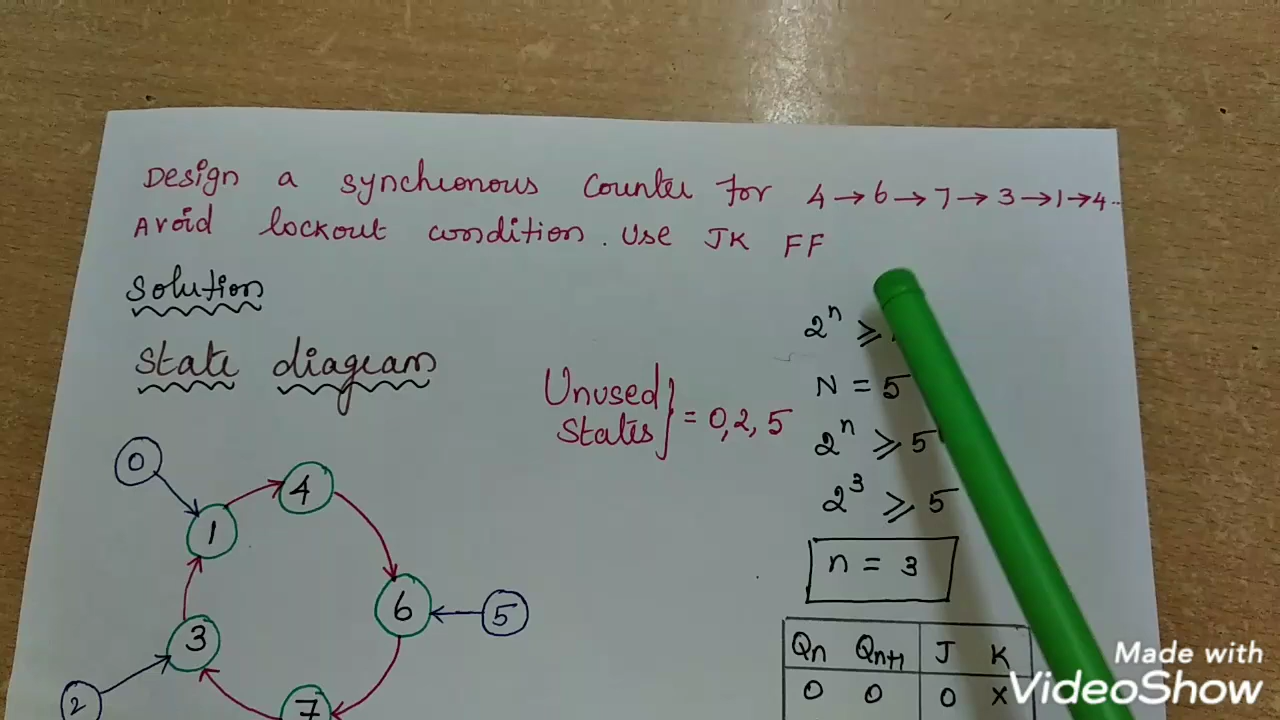 Design a synchronous Counter for 4→6→7→3→1→4..
Avoid lockout condition. Use JK FF
Solution
State diagram
Unused
States } = 0, 2, 5
2ⁿ ≥
N = 5
2ⁿ ≥ 5
2³ ≥ 5
n = 3
0
1
4
6
5
3
2
7
Qn Qn+1 J K
0 0 0 X
Made with
VideoShow